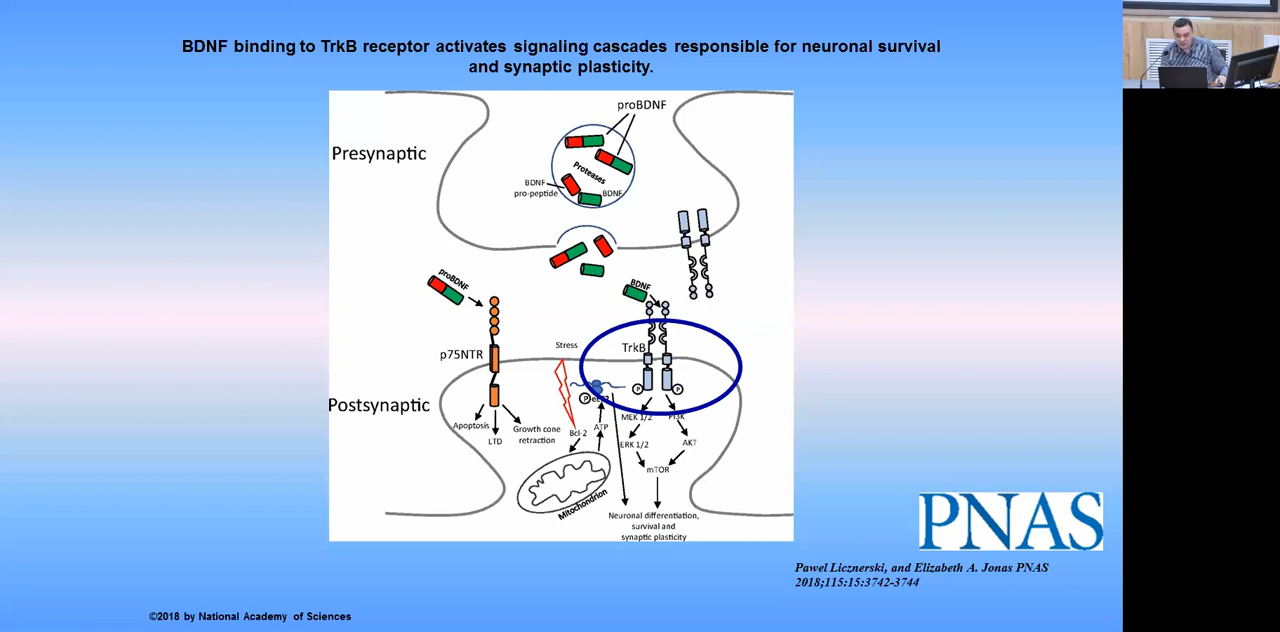 BDNF binding to TrkB receptor activates signaling cascades responsible for neuronal survival
and synaptic plasticity.
proBDNF
Presynaptic
Proteases
BDNF
pro-peptide
BDNF
proBDNF
BDNF
p75NTR
Stress
TrkB
Postsynaptic
P
P
P
Apoptosis
LTD
Growth cone
retraction
Bcl-2
ATP
MEK 1/2
PI3K
ERK 1/2
AKT
mTOR
Mitochondrion
Neuronal differentiation,
survival and
synaptic plasticity
PNAS
Pawel Licznerski, and Elizabeth A. Jonas PNAS
2018;115:15:3742-3744
©2018 by National Academy of Sciences